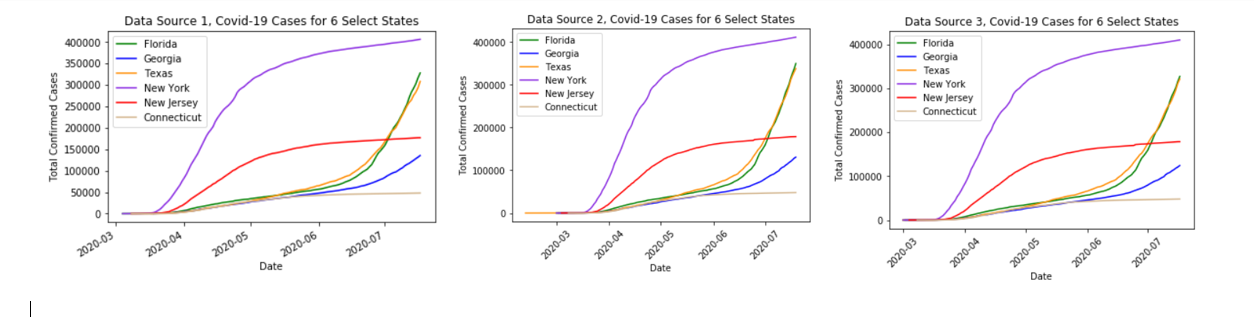 Data Source 1, Covid-19 Cases for 6 Select States
Total Confirmed Cases
400000
350000
300000
250000
200000
150000
100000
50000
0
Florida
Georgia
Texas
New York
New Jersey
Connecticut
2020-03
2020-04
2020-05
2020-06
2020-07
Date
Data Source 2, Covid-19 Cases for 6 Select States
Total Confirmed Cases
400000
300000
200000
100000
0
Florida
Georgia
Texas
New York
New Jersey
Connecticut
2020-03
2020-04
2020-05
2020-06
2020-07
Date
Data Source 3, Covid-19 Cases for 6 Select States
Total Confirmed Cases
400000
300000
200000
100000
0
Florida
Georgia
Texas
New York
New Jersey
Connecticut
2020-03
2020-04
2020-05
2020-06
2020-07
Date